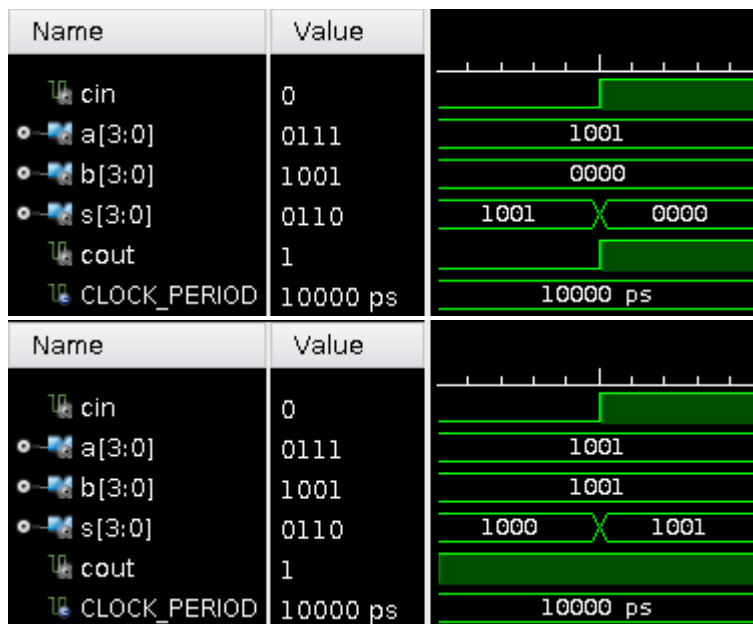 Name Value
cin 0
a[3:0] 0111 1001
b[3:0] 1001 0000
s[3:0] 0110 1001 0000
cout 1
CLOCK_PERIOD 10000 ps 10000 ps
Name Value
cin 0
a[3:0] 0111 1001
b[3:0] 1001 1001
s[3:0] 0110 1000 1001
cout 1
CLOCK_PERIOD 10000 ps 10000 ps